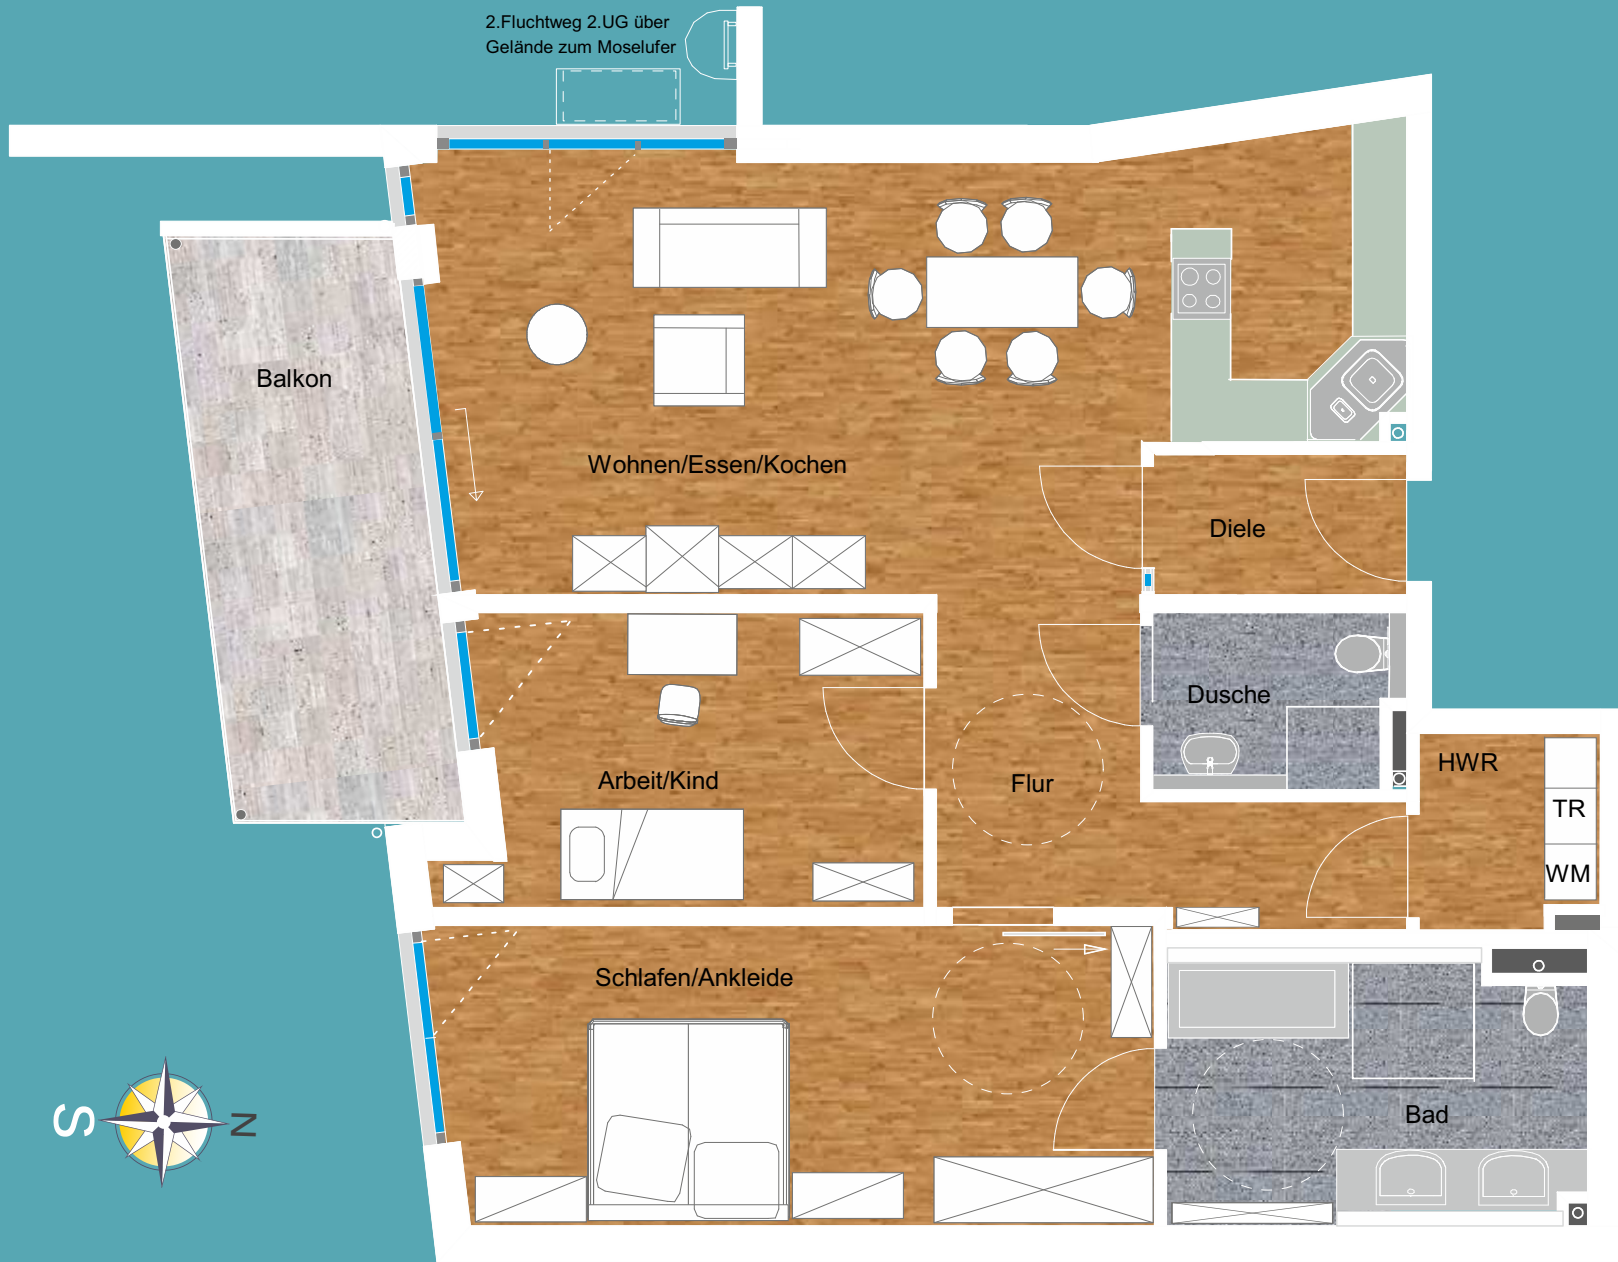 2.Fluchtweg 2.UG über
Gelände zum Moselufer
Balkon
Wohnen/Essen/Kochen
Diele
Dusche
HWR
Arbeit/Kind
Flur
TR
WM
Schlafen/Ankleide
Bad
S
N